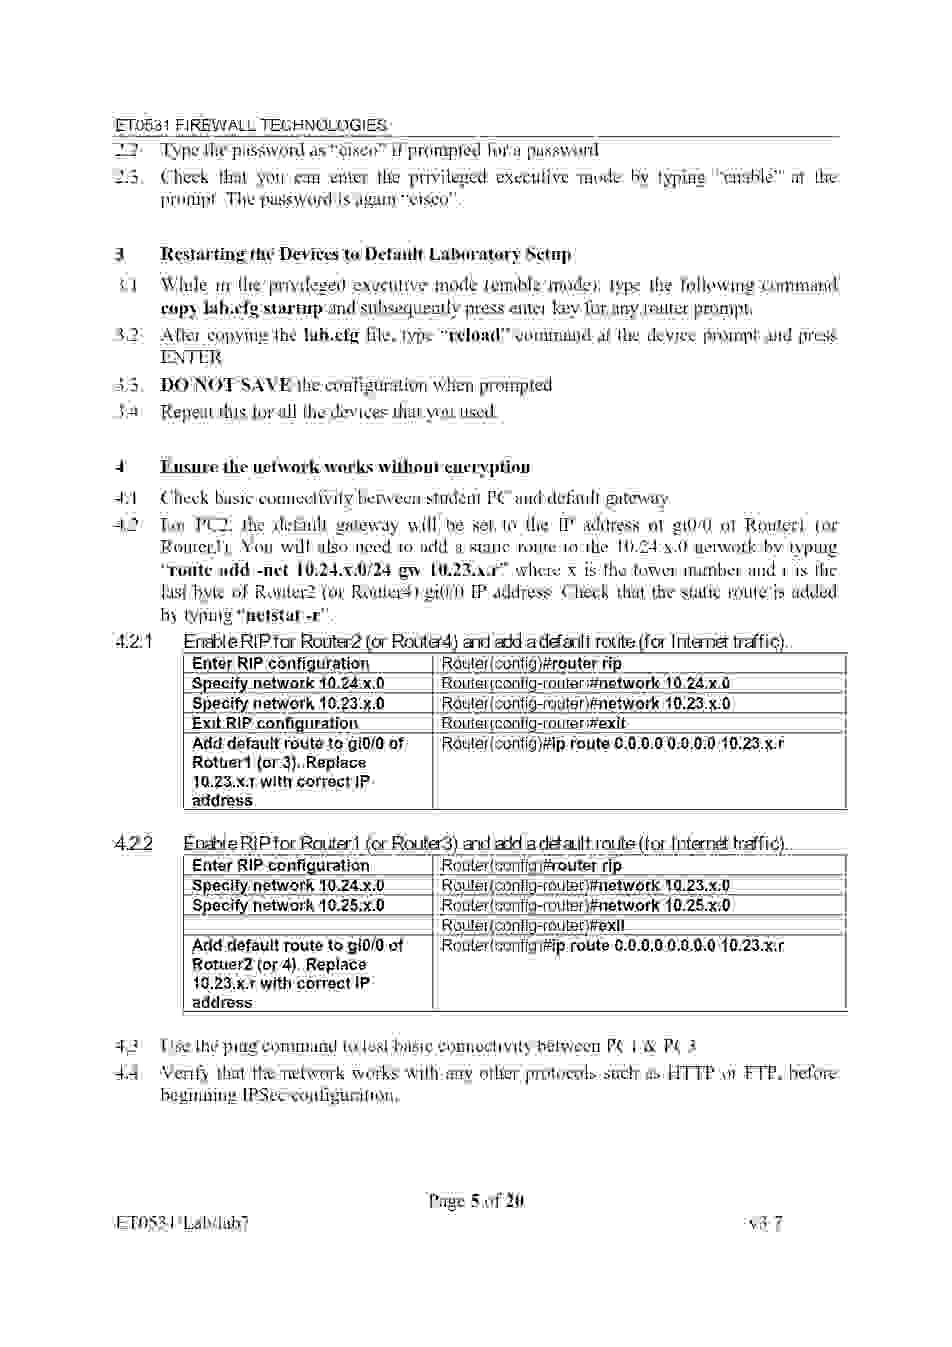 ET0531 FIREWALL TECHNOLOGIES
2.2 Type the password as “cisco” if prompted for a password
2.3. Check that you can enter the privileged executive mode by typing “enable” at the
prompt. The password is again “cisco”.
3 Restarting the Devices to Default Laboratory Setup
3.1 While in the privileged executive mode (enable mode), type the following command
copy lab.cfg startup and subsequently press enter key for any router prompt.
3.2 After copying the lab.cfg file, type “reload” command at the device prompt and press
ENTER
3.3. DO NOT SAVE the configuration when prompted
3.4 Repeat this for all the devices that you used.
4 Ensure the network works without encryption
4.1 Check basic connectivity between student PC and default gateway
4.2 For PC2, the default gateway will be set to the IP address of gi0/0 of Router1 (or
Router3). You will also need to add a static route to the 10.24.x.0 network by typing
“route add -net 10.24.x.0/24 gw 10.23.x.r” where x is the tower number and r is the
last byte of Router2 (or Router4) gi0/0 IP address. Check that the static route is added
by typing “netstat -r”.
4.2.1 Enable RIP for Router2 (or Router4) and add a default route (for Internet traffic).
Enter RIP configuration Router(config)#router rip
Specify network 10.24.x.0 Router(config-router)#network 10.24.x.0
Specify network 10.23.x.0 Router(config-router)#network 10.23.x.0
Exit RIP configuration Router(config-router)#exit
Add default route to gi0/0 of Router(config)#ip route 0.0.0.0 0.0.0.0 10.23.x.r
Rotuer1 (or 3). Replace
10.23.x.r with correct IP
address
4.2.2 Enable RIP for Router1 (or Router3) and add a default route (for Internet traffic).
Enter RIP configuration Router(config)#router rip
Specify network 10.24.x.0 Router(config-router)#network 10.23.x.0
Specify network 10.25.x.0 Router(config-router)#network 10.25.x.0
Router(config-router)#exit
Add default route to gi0/0 of Router(config)#ip route 0.0.0.0 0.0.0.0 10.23.x.r
Rotuer2 (or 4). Replace
10.23.x.r with correct IP
address
4.3 Use the ping command to test basic connectivity between PC1 & PC3
4.4 Verify that the network works with any other protocols such as HTTP or FTP, before
beginning IPSec configuration.
Page 5 of 20
ET0531/Lab/lab7 v3.7